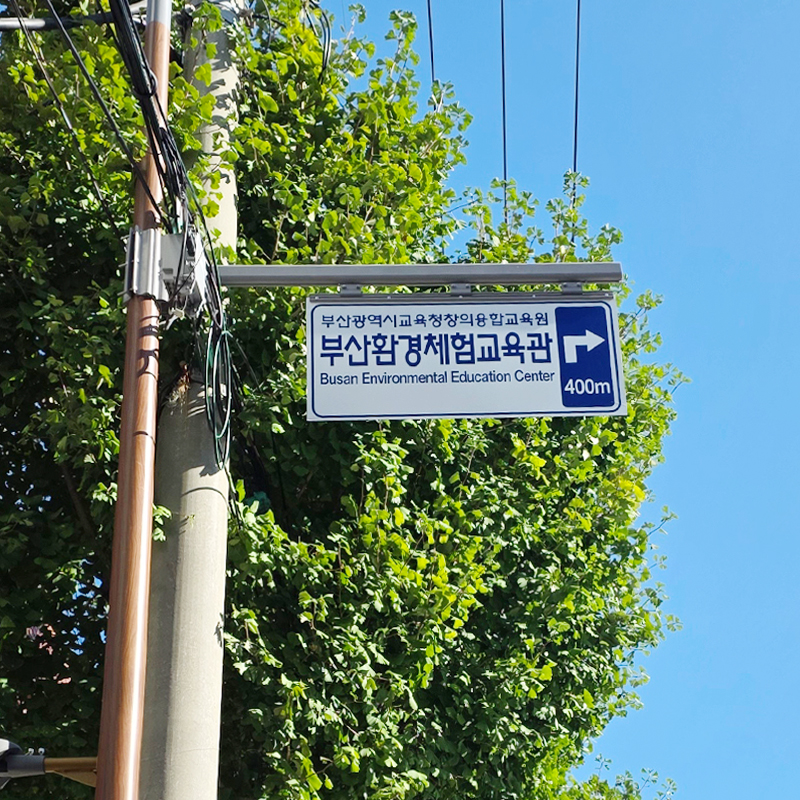 부산광역시교육청창의융합교육원
부산환경체험교육관
Busan Environmental Education Center
400m